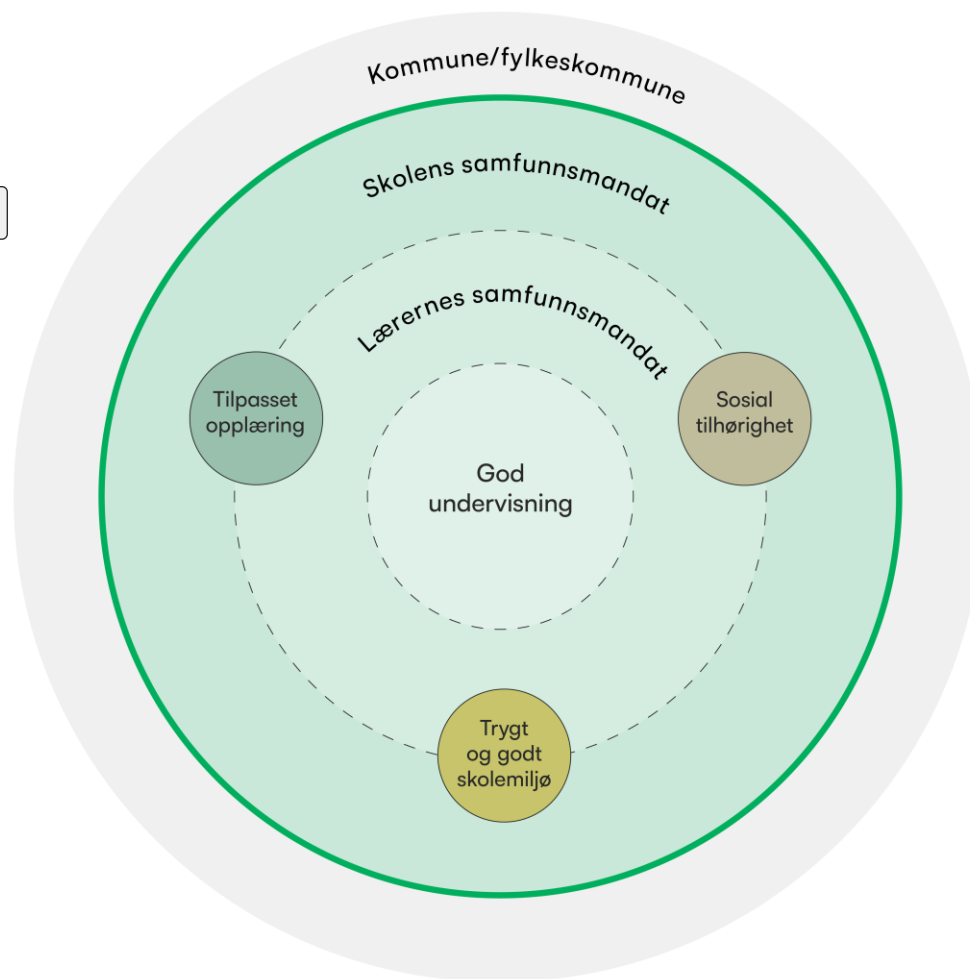 Kommune/fylkeskommune
Skolens samfunnsmandat
Lærernes samfunnsmandat
Tilpasset
opplæring
Sosial
tilhørighet
God
undervisning
Trygt
og godt
skolemiljø